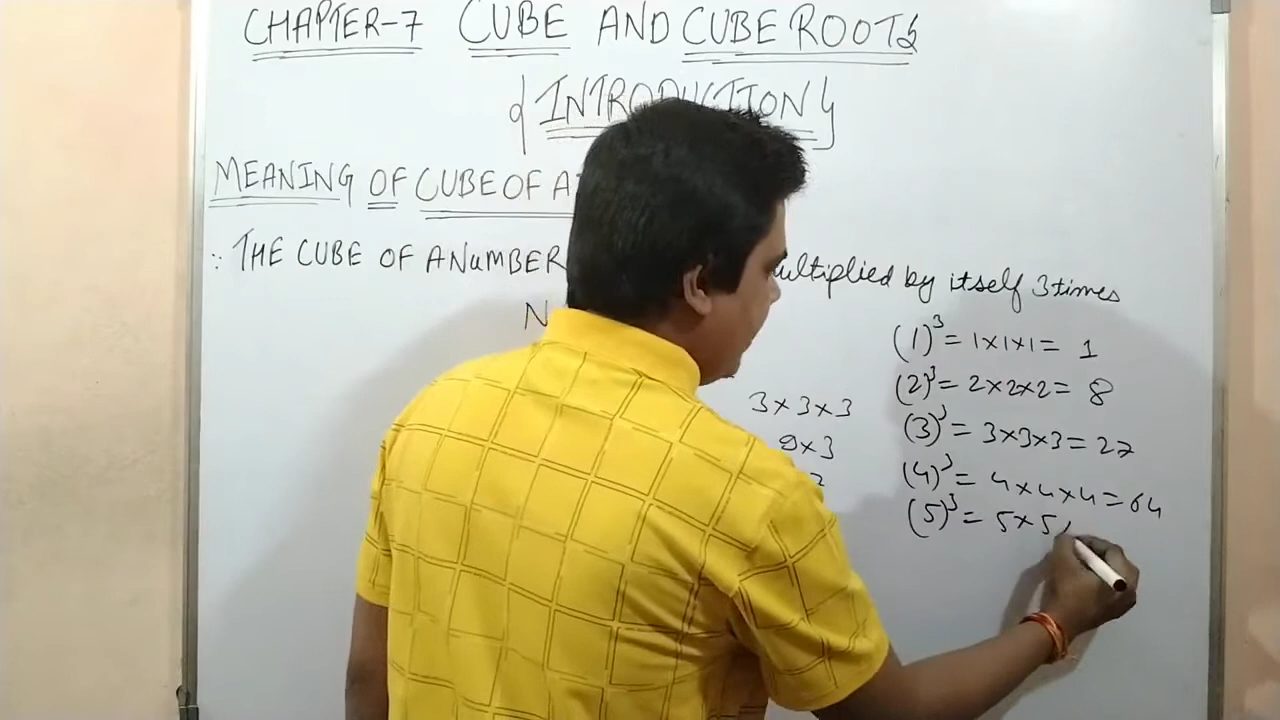 CHAPTER-7 CUBE AND CUBE ROOTS
{INTRODUCTION}
MEANING OF CUBE OF A
∵ THE CUBE OF A NUMBER ultiplied by itself 3 times
N
3×3×3
9×3
(1)³ = 1×1×1 = 1
(2)³ = 2×2×2 = 8
(3)³ = 3×3×3 = 27
(4)³ = 4×4×4 = 64
(5)³ = 5×5